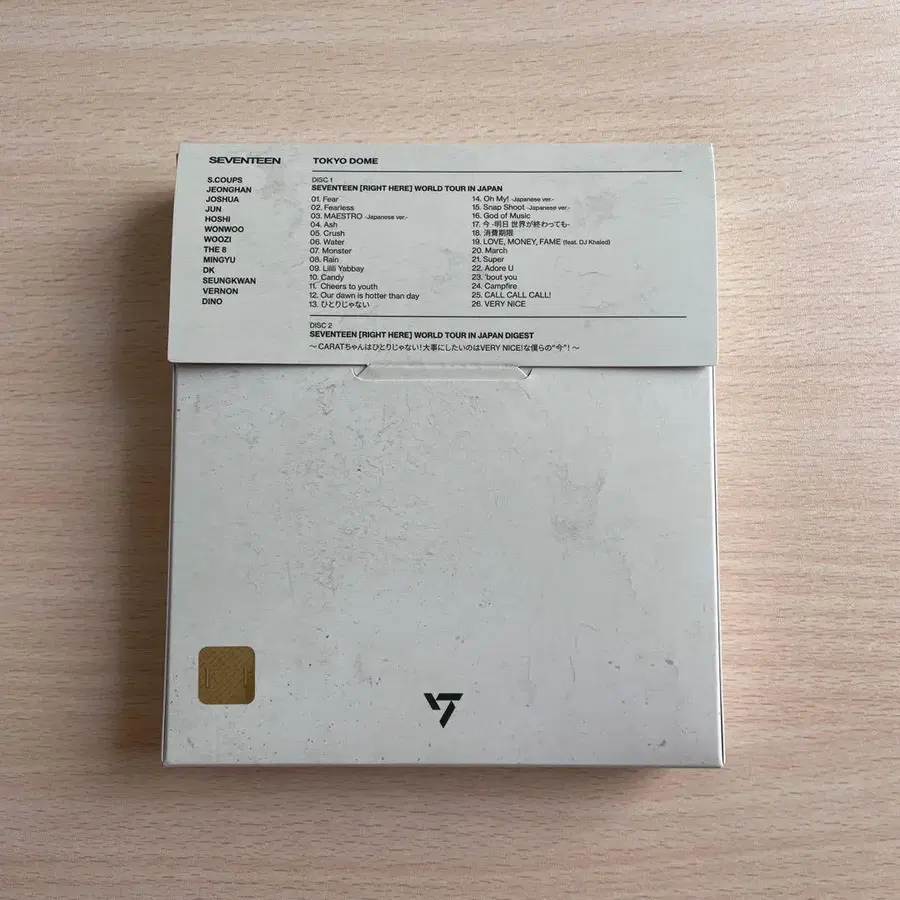 SEVENTEEN
S.COUPS
JEONGHAN
JOSHUA
JUN
HOSHI
WONWOO
WOOZI
THE 8
MINGYU
DK
SEUNGKWAN
VERNON
DINO
TOKYO DOME
DISC 1
SEVENTEEN [RIGHT HERE] WORLD TOUR IN JAPAN
01. Fear
02. Fearless
03. MAESTRO -Japanese ver.-
04. Ash
05. Crush
06. Water
07. Monster
08. Rain
09. Lilili Yabbay
10. Candy
11. Cheers to youth
12. Our dawn is hotter than day
13. ひとりじゃない
14. Oh My! -Japanese ver.-
15. Snap Shoot -Japanese ver.-
16. God of Music
17. 今 -明日 世界が終わっても-
18. 消費期限
19. LOVE, MONEY, FAME (feat. DJ Khaled)
20. March
21. Super
22. Adore U
23. 'bout you
24. Campfire
25. CALL CALL CALL!
26. VERY NICE
DISC 2
SEVENTEEN [RIGHT HERE] WORLD TOUR IN JAPAN DIGEST
～CARATちゃんはひとりじゃない!大事にしたいのはVERY NICE!な僕らの"今"!～